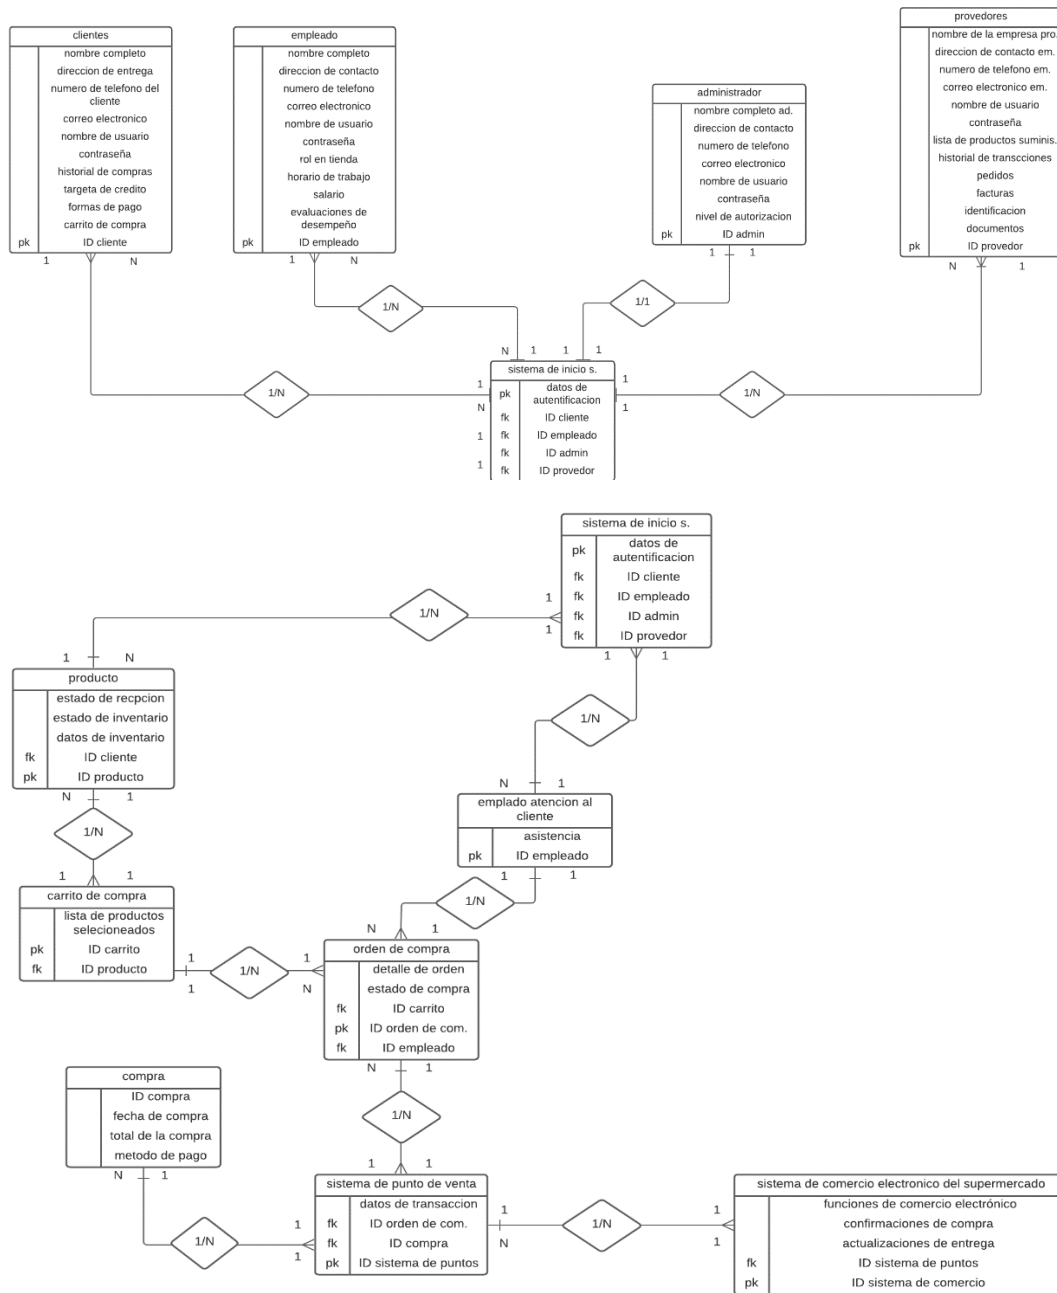 clientes
nombre completo
direccion de entrega
numero de telefono del
cliente
correo electronico
nombre de usuario
contraseña
historial de compras
targeta de credito
formas de pago
carrito de compra
pk ID cliente
1 N
empleado
nombre completo
direccion de contacto
numero de telefono
correo electronico
nombre de usuario
contraseña
rol en tienda
horario de trabajo
salario
evaluaciones de
desempeño
pk ID empleado
1 N
administrador
nombre completo ad.
direccion de contacto
numero de telefono
correo electronico
nombre de usuario
contraseña
nivel de autorizacion
pk ID admin
1 1
provedores
nombre de la empresa pro.
direccion de contacto em.
numero de telefono em.
correo electronico em.
nombre de usuario
contraseña
lista de productos suminis.
historial de transcciones
pedidos
facturas
identificacion
documentos
pk ID provedor
N 1
1/N
1/1
1/N
1/N
N 1 1 1
sistema de inicio s.
pk datos de
autentificacion
fk ID cliente
fk ID empleado
fk ID admin
fk ID provedor
1
N
1
1
1
1
sistema de inicio s.
pk datos de
autentificacion
fk ID cliente
fk ID empleado
fk ID admin
fk ID provedor
1
1
1 1
1/N
1/N
1 N
producto
estado de recpcion
estado de inventario
datos de inventario
fk ID cliente
pk ID producto
N 1
1/N
N 1
emplado atencion al
cliente
asistencia
pk ID empleado
1 1
1/N
1 1
carrito de compra
lista de productos
selecioneados
pk ID carrito
fk ID producto
1
1
1/N
1
N
N 1
orden de compra
detalle de orden
estado de compra
fk ID carrito
pk ID orden de com.
fk ID empleado
N 1
1/N
compra
ID compra
fecha de compra
total de la compra
metodo de pago
N 1
1/N
1
1
1 1
sistema de punto de venta
datos de transaccion
fk ID orden de com.
fk ID compra
pk ID sistema de puntos
1
N
1/N
1
1
sistema de comercio electronico del supermercado
funciones de comercio electrónico
confirmaciones de compra
actualizaciones de entrega
fk ID sistema de puntos
pk ID sistema de comercio